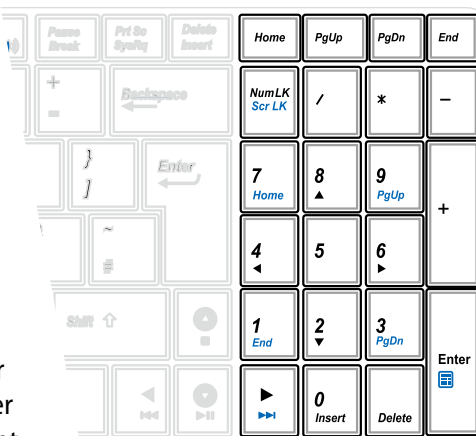 Pause Prt Sc Delete Home PgUp PgDn End
Break SysRq Insert
+ Backspace NumLK / * −
= Scr LK
} Enter 7 8 9 +
] Home PgUp
~ 4 5 6
#
Shift 1 2 3 Enter
End PgDn
0 Delete
Insert